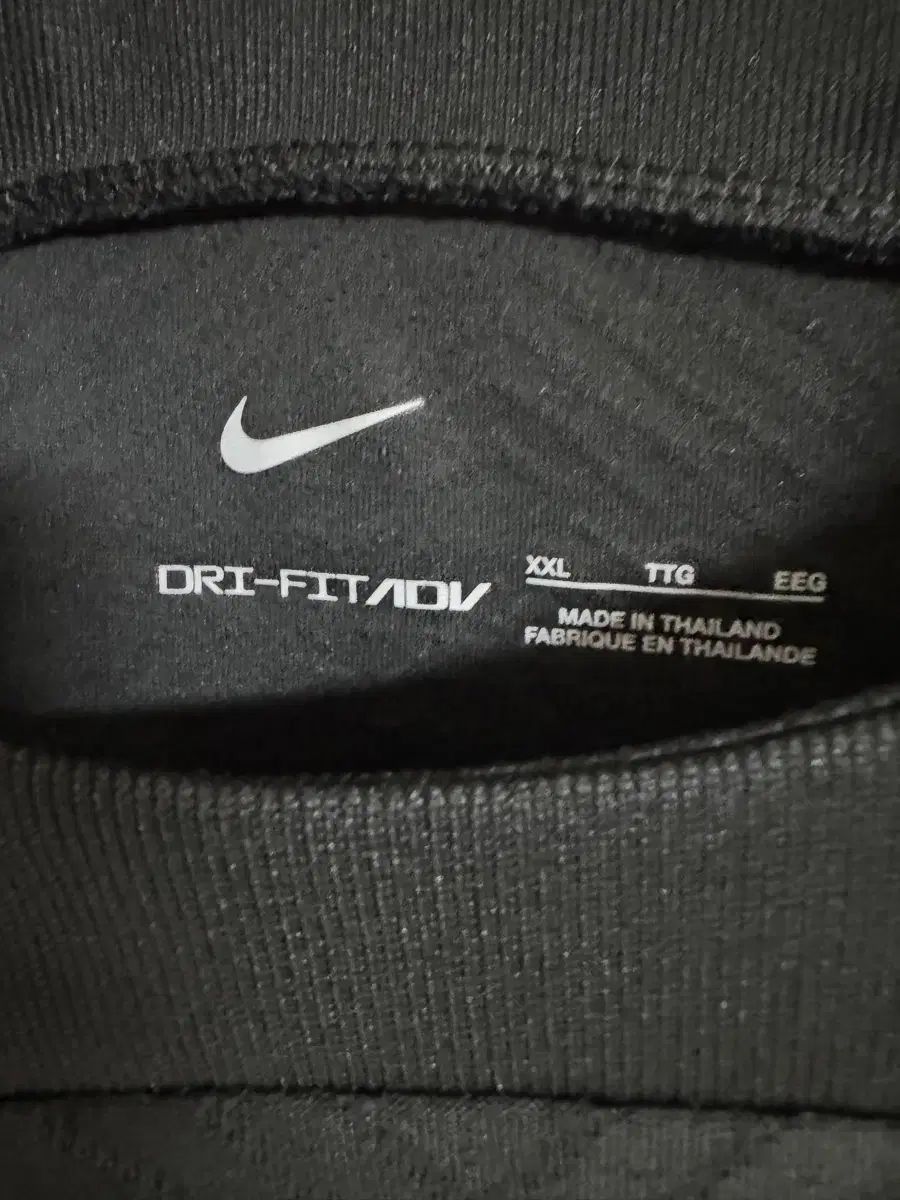 DRI-FIT ADV
XXL TTG EEG
MADE IN THAILAND
FABRIQUE EN THAILANDE